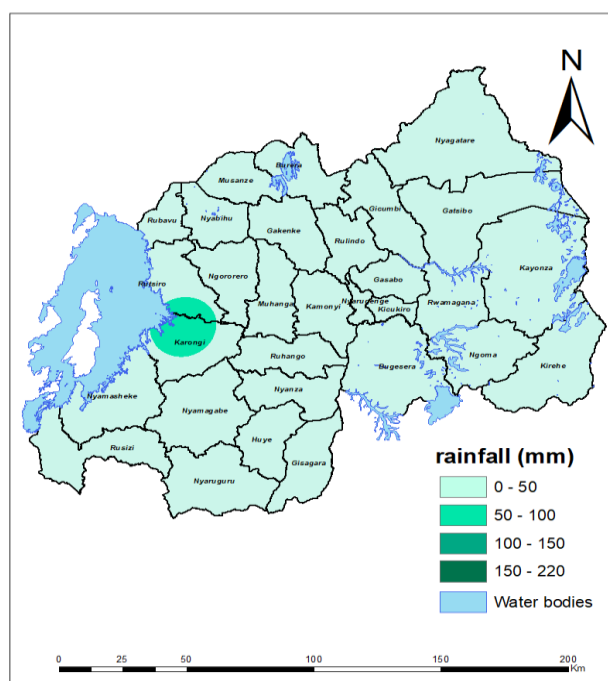 N
Nyagatare
Burera
Musanze
Gicumbi
Gatsibo
Rubavu
Nyabihu
Gakenke
Rulindo
Kayonza
Rutsiro
Ngororero
Gasabo
Muhanga
Kamonyi
Nyarugenge
Kicukiro
Rwamagana
Karongi
Ruhango
Bugesera
Ngoma
Kirehe
Nyamasheke
Nyamagabe
Nyanza
Huye
Rusizi
Gisagara
Nyaruguru
rainfall (mm)
0 - 50
50 - 100
100 - 150
150 - 220
Water bodies
0 25 50 100 150 200
Km